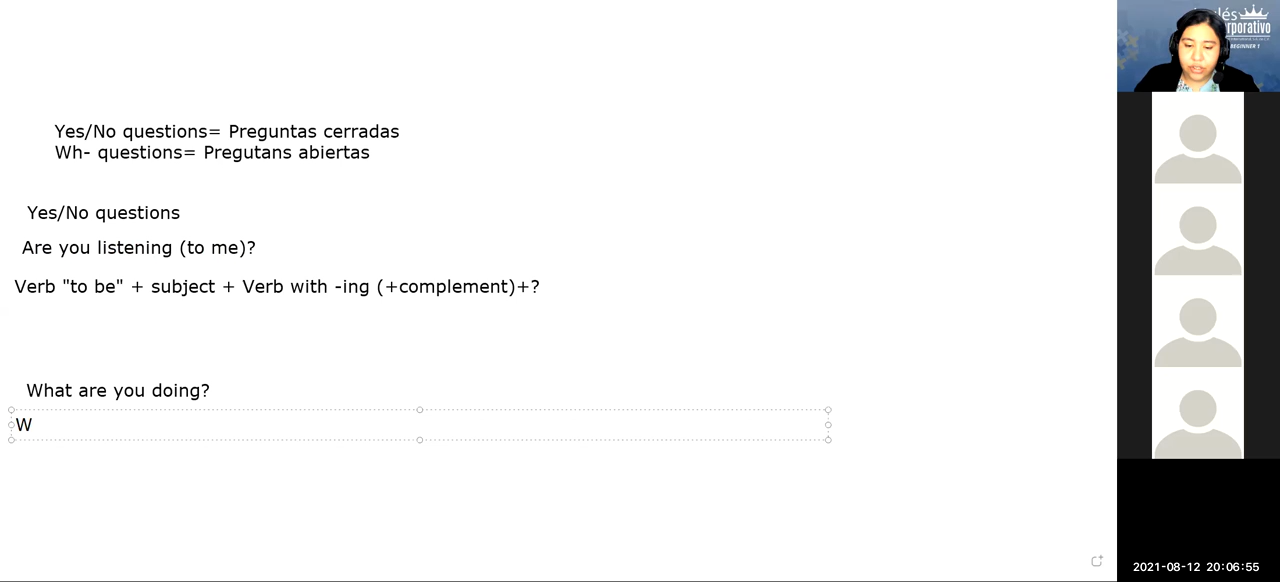 Yes/No questions= Preguntas cerradas
Wh- questions= Pregutans abiertas
Yes/No questions
Are you listening (to me)?
Verb "to be" + subject + Verb with -ing (+complement)+?
What are you doing?
W
BEGINNER 1
2021-08-12 20:06:55